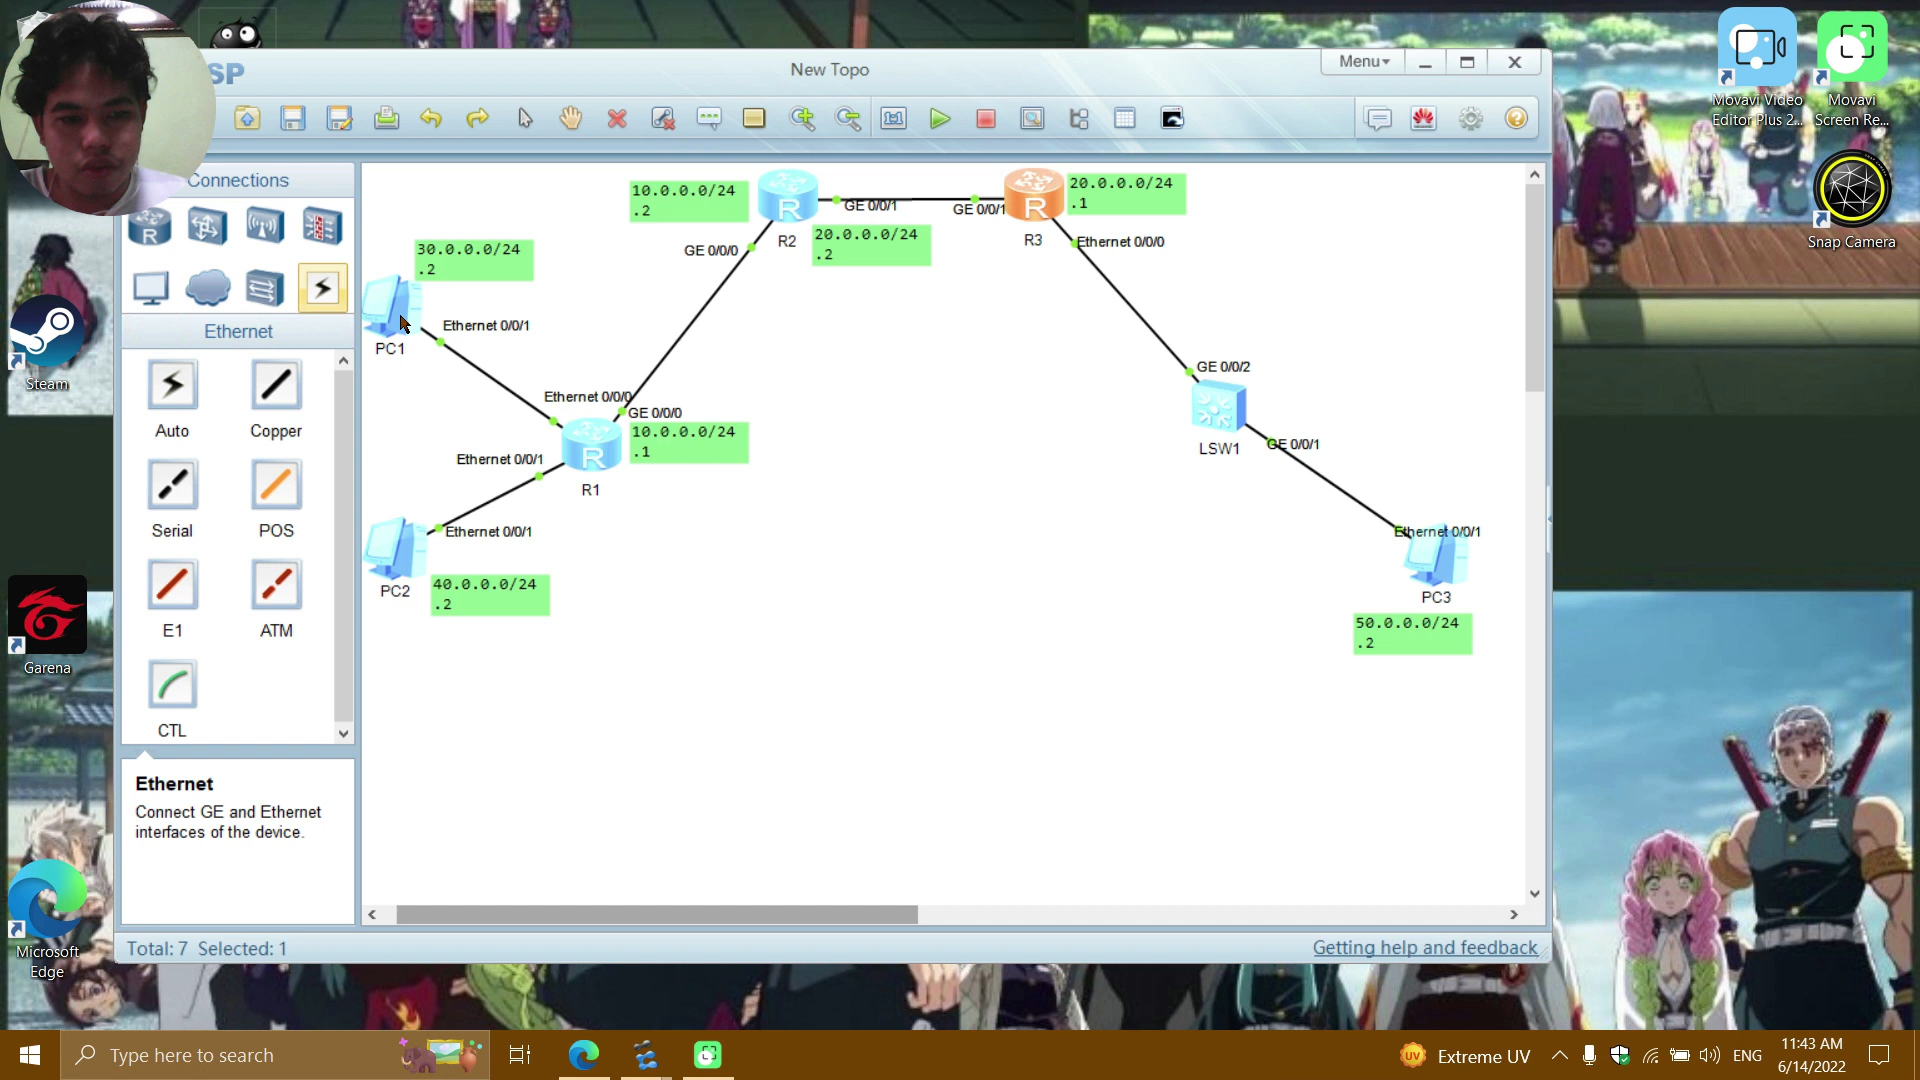 SP
New Topo
Menu
Movavi Video
Editor Plus 2...
Movavi
Screen Re...
Snap Camera
Steam
Garena
Microsoft
Edge
Connections
Ethernet
Auto
Copper
Serial
POS
E1
ATM
CTL
Ethernet
Connect GE and Ethernet
interfaces of the device.
10.0.0.0/24
.2
R
R2
GE 0/0/1
GE 0/0/1
R
R3
20.0.0.0/24
.1
20.0.0.0/24
.2
GE 0/0/0
Ethernet 0/0/0
30.0.0.0/24
.2
Ethernet 0/0/1
PC1
Ethernet 0/0/0
GE 0/0/0
10.0.0.0/24
.1
R
R1
Ethernet 0/0/1
Ethernet 0/0/1
PC2
40.0.0.0/24
.2
GE 0/0/2
LSW1
GE 0/0/1
Ethernet 0/0/1
PC3
50.0.0.0/24
.2
Total: 7 Selected: 1
Getting help and feedback
Type here to search
UV
Extreme UV
ENG
11:43 AM
6/14/2022